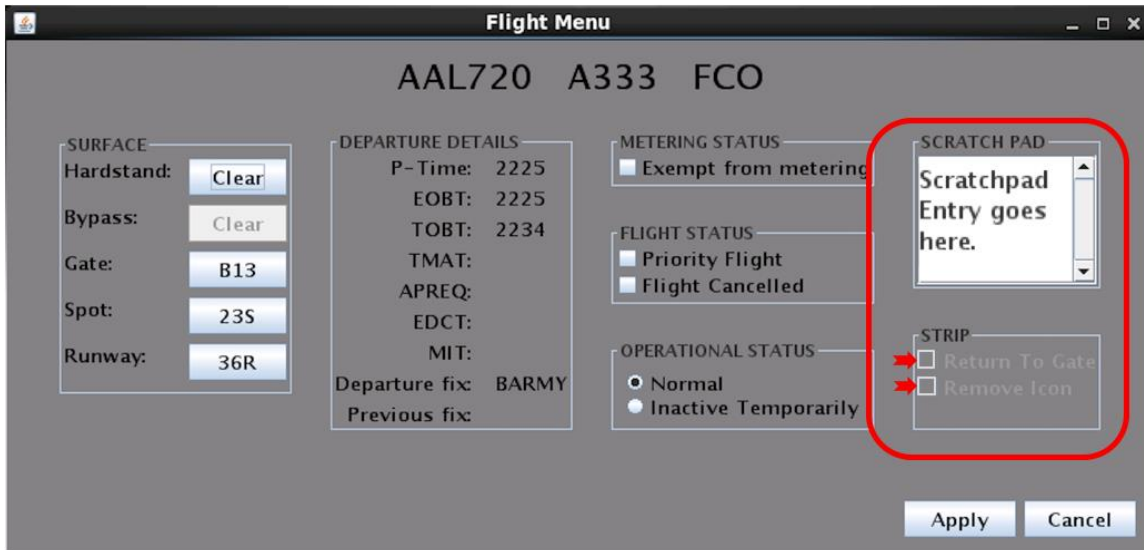 Flight Menu
AAL720 A333 FCO
SURFACE
Hardstand: Clear
Bypass: Clear
Gate: B13
Spot: 23S
Runway: 36R
DEPARTURE DETAILS
P-Time: 2225
EOBT: 2225
TOBT: 2234
TMAT:
APREQ:
EDCT:
MIT:
Departure fix: BARMY
Previous fix:
METERING STATUS
Exempt from metering
FLIGHT STATUS
Priority Flight
Flight Cancelled
OPERATIONAL STATUS
Normal
Inactive Temporarily
SCRATCH PAD
Scratchpad
Entry goes
here.
STRIP
Return To Gate
Remove Icon
Apply Cancel